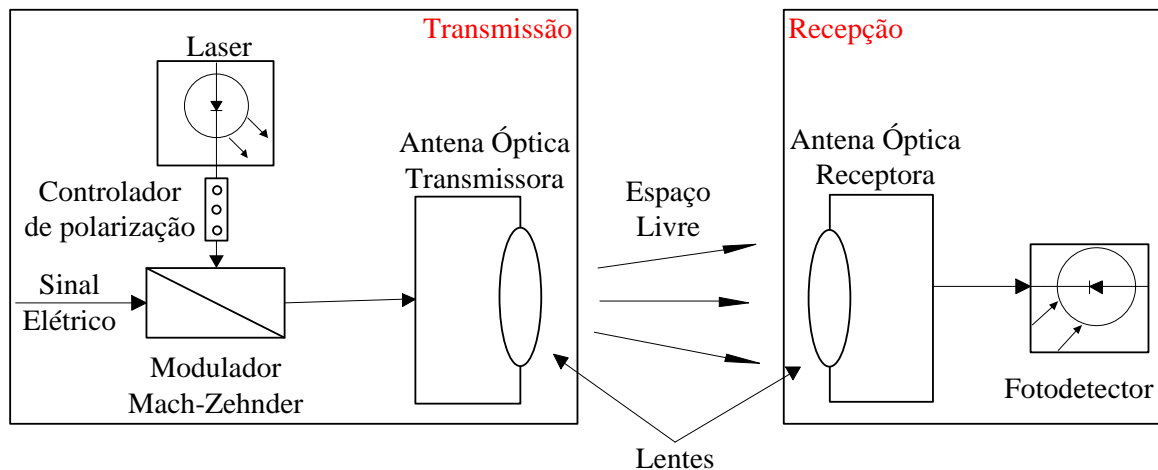 Transmissão
Laser
Controlador
de polarização
Sinal
Elétrico
Modulador
Mach-Zehnder
Antena Óptica
Transmissora
Espaço
Livre
Lentes
Recepção
Antena Óptica
Receptora
Fotodetector